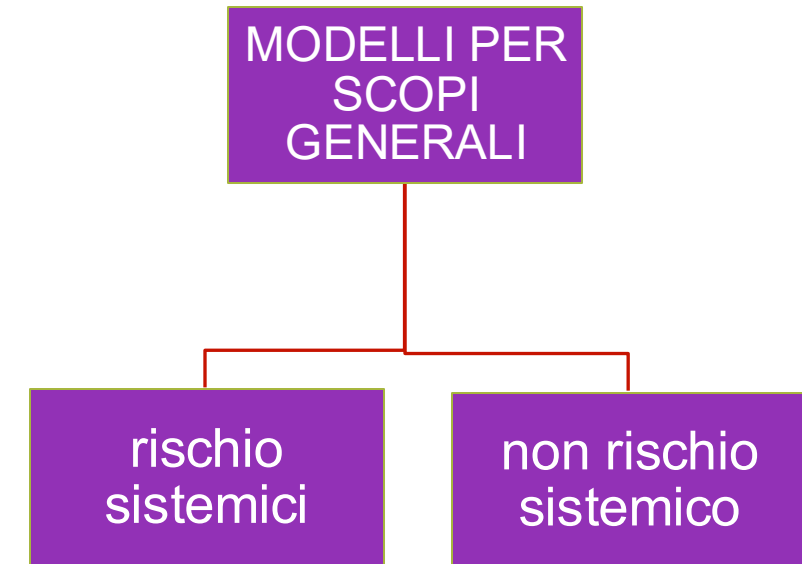 MODELLI PER
SCOPI
GENERALI
rischio
sistemici
non rischio
sistemico